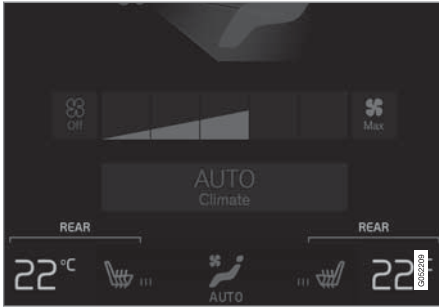 Off
Max
AUTO
Climate
REAR REAR
22°C 22
AUTO
G052209